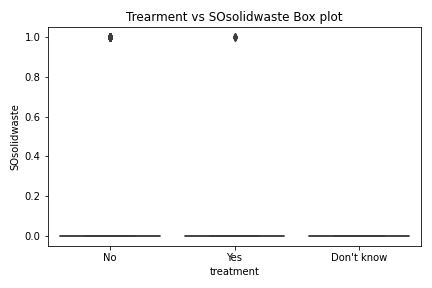 Trearment vs SOsolidwaste Box plot
1.0
0.8
0.6
0.4
0.2
0.0
SOsolidwaste
No Yes Don't know
treatment